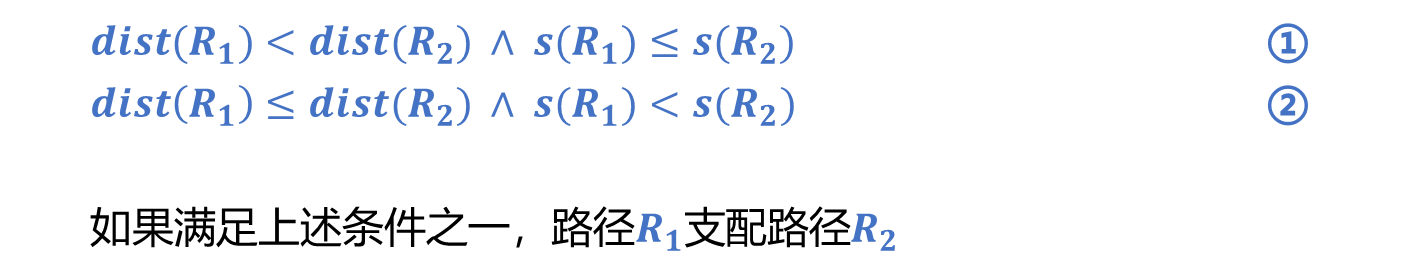 dist(R₁) < dist(R₂) ∧ s(R₁) ≤ s(R₂) ①
dist(R₁) ≤ dist(R₂) ∧ s(R₁) < s(R₂) ②
如果满足上述条件之一，路径R₁支配路径R₂